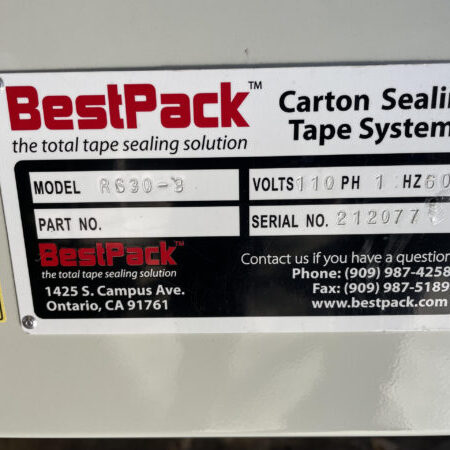 BestPack™ Carton Sealin
the total tape sealing solution Tape System
MODEL VOLTS 110 PH 1 HZ 60
PART NO. SERIAL NO. 212077
BestPack™
the total tape sealing solution
1425 S. Campus Ave.
Ontario, CA 91761
Contact us if you have a question
Phone: (909) 987-4258
Fax: (909) 987-5189
www.bestpack.com